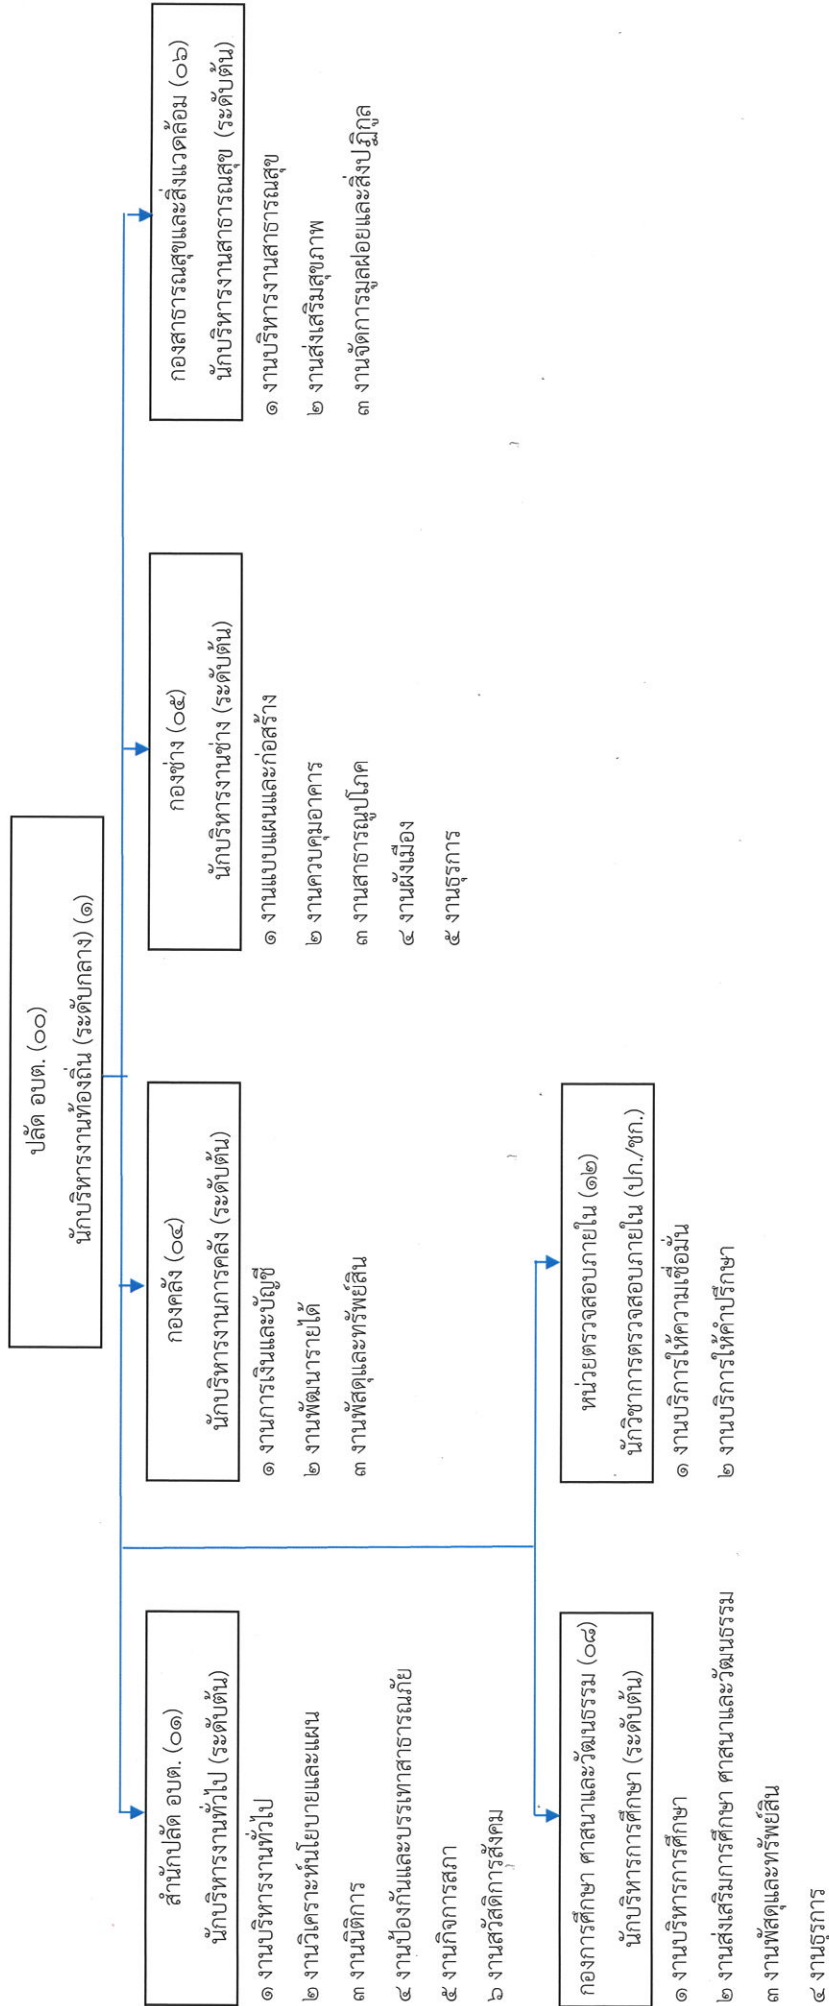 ปลัด อบต. (๐๐)
นักบริหารงานท้องถิ่น (ระดับกลาง) (๑)
สำนักปลัด อบต. (๐๑)
นักบริหารงานทั่วไป (ระดับต้น)
๑ งานบริหารงานทั่วไป
๒ งานวิเคราะห์นโยบายและแผน
๓ งานนิติการ
๔ งานป้องกันและบรรเทาสาธารณภัย
๕ งานกิจการสภา
๖ งานสวัสดิการสังคม
กองคลัง (๐๔)
นักบริหารงานการคลัง (ระดับต้น)
๑ งานการเงินและบัญชี
๒ งานพัฒนารายได้
๓ งานพัสดุและทรัพย์สิน
กองช่าง (๐๕)
นักบริหารงานช่าง (ระดับต้น)
๑ งานแบบแผนและก่อสร้าง
๒ งานควบคุมอาคาร
๓ งานสาธารณูปโภค
๔ งานผังเมือง
๕ งานธุรการ
กองสาธารณสุขและสิ่งแวดล้อม (๐๖)
นักบริหารงานสาธารณสุข (ระดับต้น)
๑ งานบริหารงานสาธารณสุข
๒ งานส่งเสริมสุขภาพ
๓ งานจัดการมูลฝอยและสิ่งปฏิกูล
กองการศึกษา ศาสนาและวัฒนธรรม (๐๘)
นักบริหารการศึกษา (ระดับต้น)
๑ งานบริหารการศึกษา
๒ งานส่งเสริมการศึกษา ศาสนาและวัฒนธรรม
๓ งานพัสดุและทรัพย์สิน
๔ งานธุรการ
หน่วยตรวจสอบภายใน (๑๒)
นักวิชาการตรวจสอบภายใน (ปก./ชก.)
๑ งานบริการให้ความเชื่อมั่น
๒ งานบริการให้คำปรึกษา